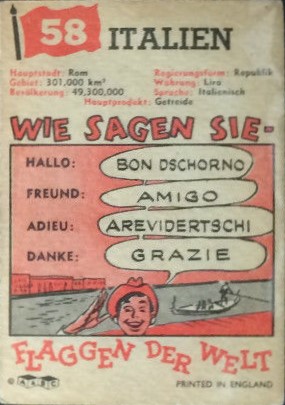 58 ITALIEN
Hauptstadt: Rom
Gebiet: 301,000 km²
Bevölkerung: 49,300,000
Regierungsform: Republik
Währung: Lira
Sprache: Italienisch
Hauptprodukt: Getreide
WIE SAGEN SIE-
HALLO: BON DSCHORNO
FREUND: AMIGO
ADIEU: AREVIDERTSCHI
DANKE: GRAZIE
FLAGGEN DER WELT
© A&BC PRINTED IN ENGLAND